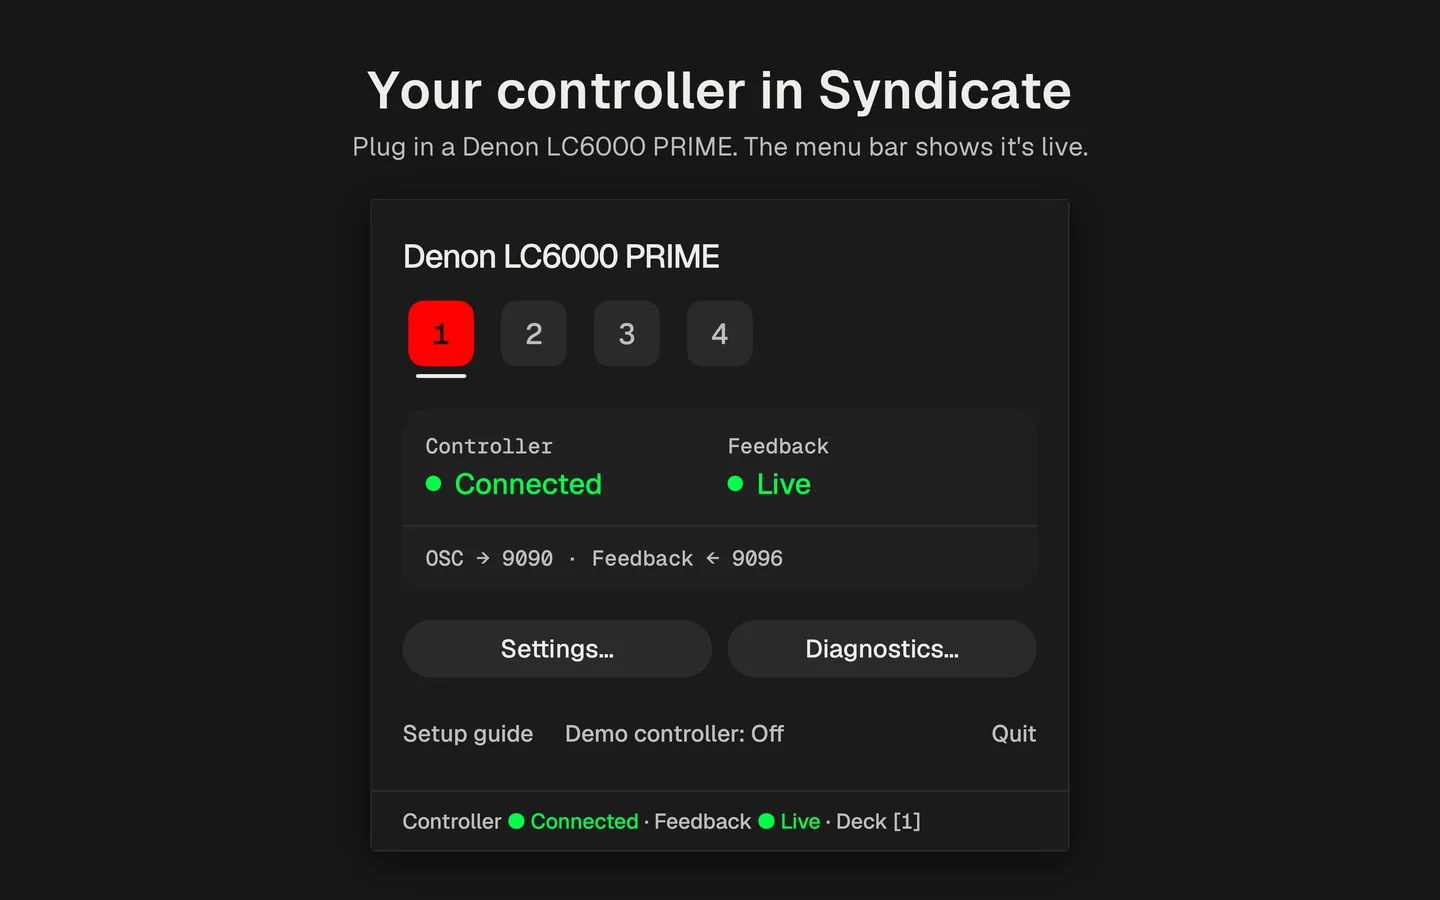 Your controller in Syndicate
Plug in a Denon LC6000 PRIME. The menu bar shows it's live.
Denon LC6000 PRIME
1 2 3 4
Controller Feedback
Connected Live
OSC → 9090 · Feedback ← 9096
Settings... Diagnostics...
Setup guide Demo controller: Off Quit
Controller Connected · Feedback Live · Deck [1]